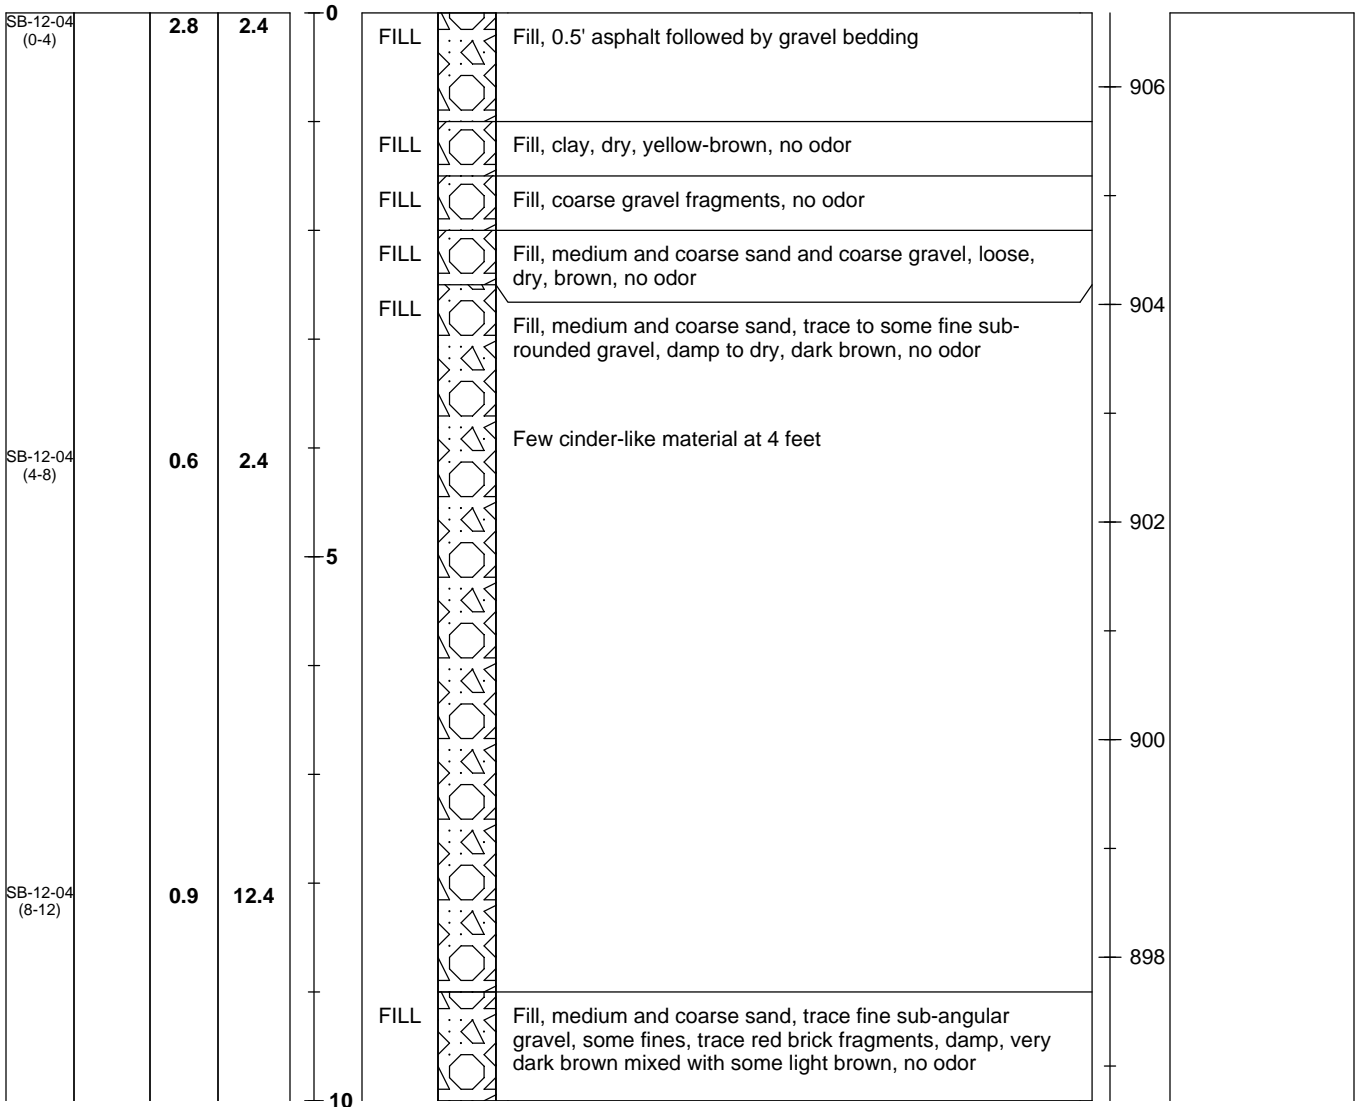 SB-12-04
(0-4)
2.8
2.4
0
FILL
Fill, 0.5' asphalt followed by gravel bedding
906
FILL
Fill, clay, dry, yellow-brown, no odor
FILL
Fill, coarse gravel fragments, no odor
FILL
Fill, medium and coarse sand and coarse gravel, loose,
dry, brown, no odor
904
FILL
Fill, medium and coarse sand, trace to some fine sub-
rounded gravel, damp to dry, dark brown, no odor
Few cinder-like material at 4 feet
SB-12-04
(4-8)
0.6
2.4
902
5
900
SB-12-04
(8-12)
0.9
12.4
898
FILL
Fill, medium and coarse sand, trace fine sub-angular
gravel, some fines, trace red brick fragments, damp, very
dark brown mixed with some light brown, no odor
10